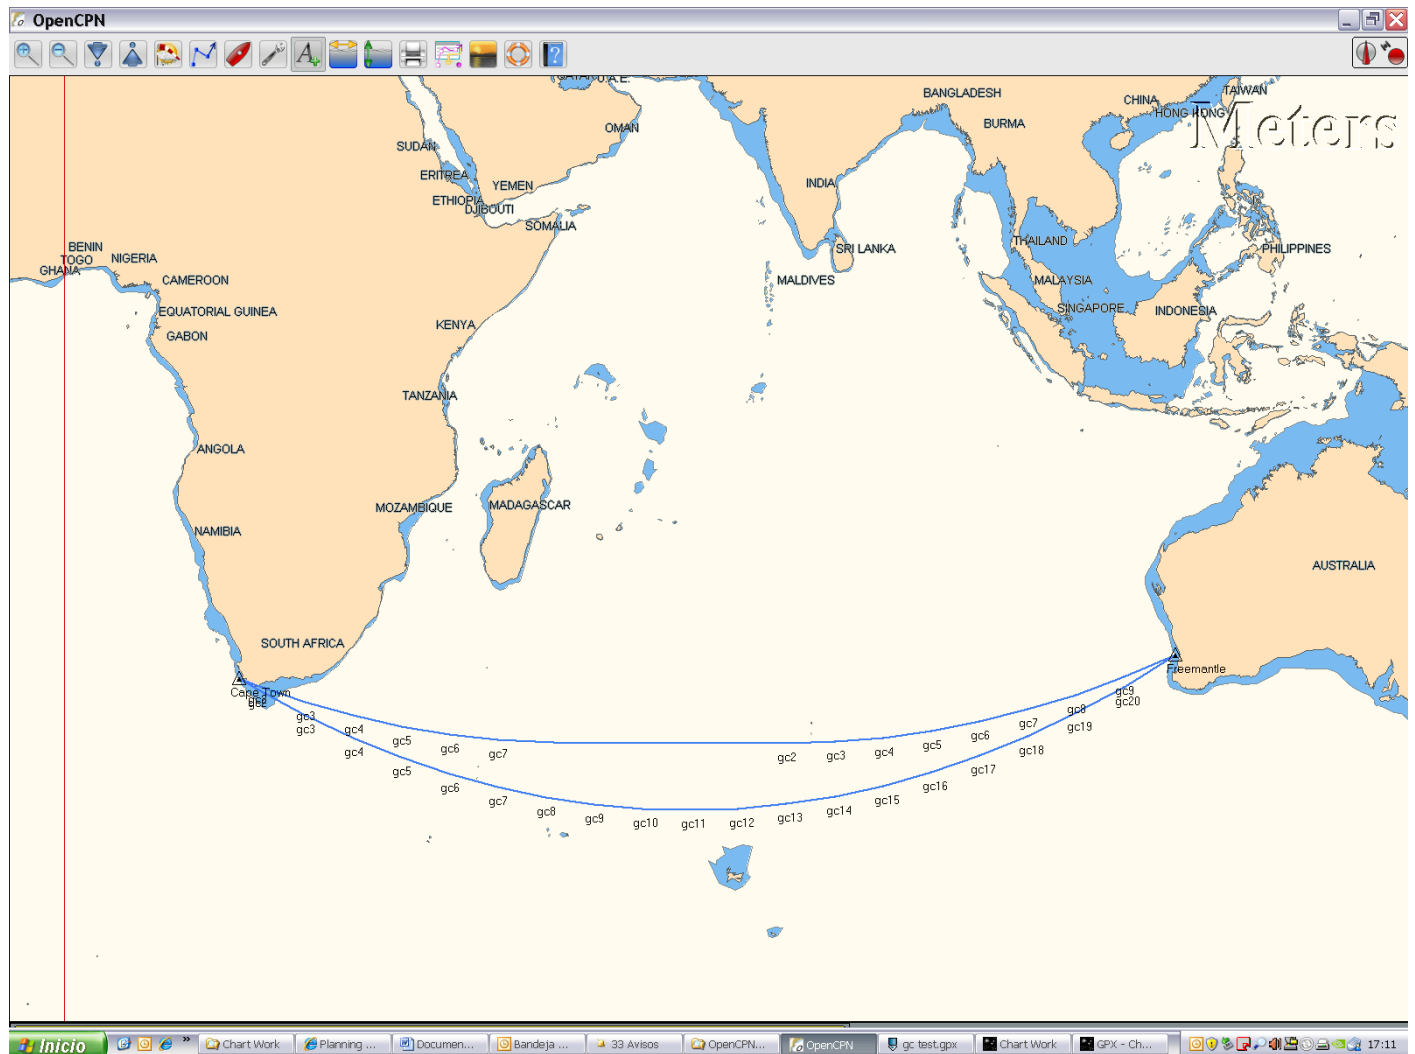 OpenCPN
QATAR
U.A.E.
BANGLADESH
CHINA
TAIWAN
HONG KONG
Meters
BURMA
OMAN
SUDAN
ERITREA
YEMEN
INDIA
ETHIOPIA
DJIBOUTI
SOMALIA
THAILAND
SRI LANKA
PHILIPPINES
BENIN
TOGO
NIGERIA
GHANA
CAMEROON
MALDIVES
MALAYSIA
EQUATORIAL GUINEA
SINGAPORE
INDONESIA
KENYA
GABON
TANZANIA
ANGOLA
MADAGASCAR
MOZAMBIQUE
NAMIBIA
AUSTRALIA
SOUTH AFRICA
Freemantle
Cape Town
gc2
gc2
gc3
gc4
gc5
gc6
gc7
gc2
gc3
gc4
gc5
gc6
gc7
gc8
gc9
gc3
gc4
gc5
gc6
gc7
gc8
gc9
gc10
gc11
gc12
gc13
gc14
gc15
gc16
gc17
gc18
gc19
gc20
Inicio
»
Chart Work
Planning ...
Documen...
Bandeja ...
33 Avisos
OpenCPN...
OpenCPN
gc test.gpx
Chart Work
GPX - Ch...
17:11